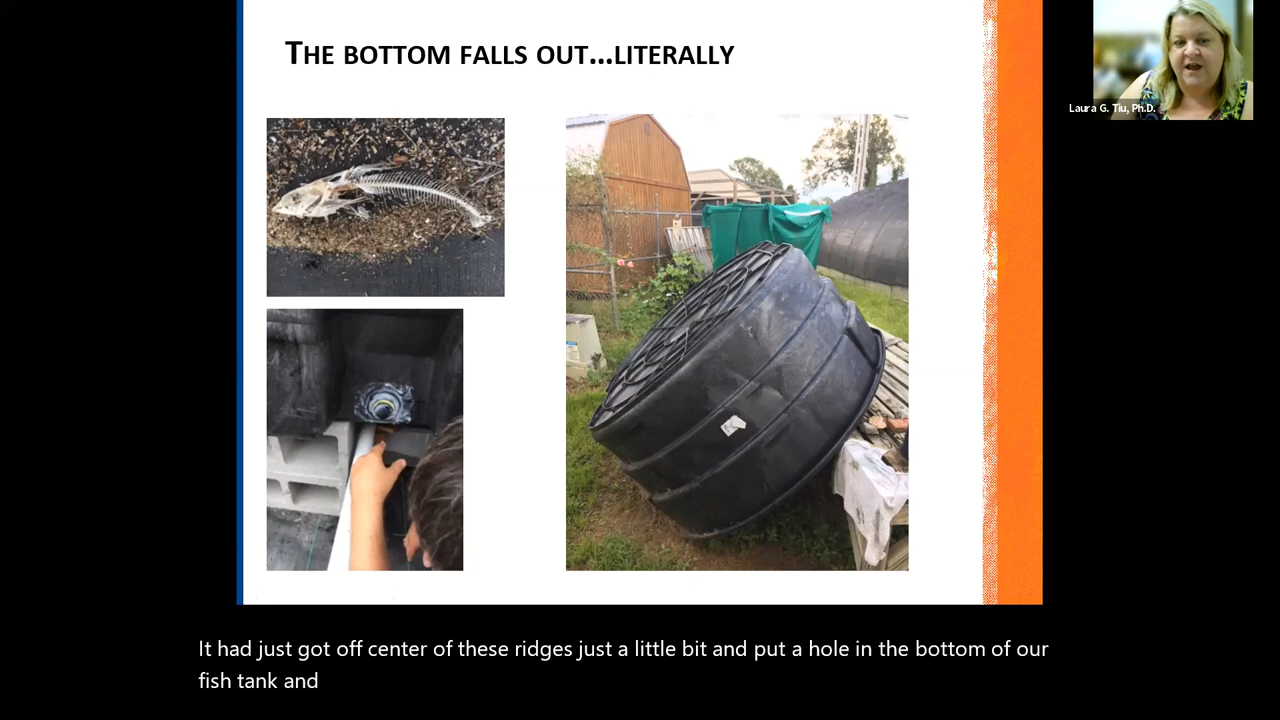 THE BOTTOM FALLS OUT...LITERALLY
Laura G. Tiu, Ph.D.
It had just got off center of these ridges just a little bit and put a hole in the bottom of our
fish tank and